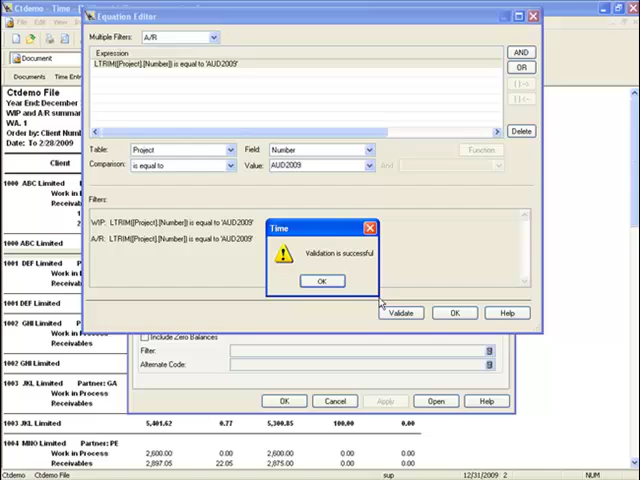 Ctdemo - Time - 
Equation Editor
Multiple Filters: A/R
Document
Expression
AND
LTRIM([Project].[Number]) is equal to 'AUD2009'
OR
Documents Time Ent
Ctdemo File
Year End: December
WIP and A/R summar
WA. 1
Order by: Client Numbe
Date: To 2/28/2009
Delete
Table: Project Field: Number Function
Client
Comparison: is equal to Value: AUD2009 And
1000 ABC Limited
Work in
Receivab
Filters:
WIP: LTRIM([Project].[Number]) is equal to 'AUD2009'
A/R: LTRIM([Project].[Number]) is equal to 'AUD2009'
Time
Validation is successful
OK
1000 ABC Limited
1001 DEF Limited
Work in
Receivab
1001 DEF Limited
Validate OK Help
1002 GHI Limited
Work in
Receivab
Include Zero Balances
Filter:
Alternate Code:
1002 GHI Limited
1003 JKL Limited Partner: GA
Work in Process
Receivables
OK Cancel Apply Open Help
1003 JKL Limited 5,401.62 0.77 5,300.85 100.00 0.00
1004 MNO Limited Partner: PE
Work in Process 2,600.00 0.00 2,600.00 0.00 0.00
Receivables 2,897.05 22.05 2,875.00 0.00 0.00
Ctdemo Ctdemo File sup 12/31/2009 2 NUM